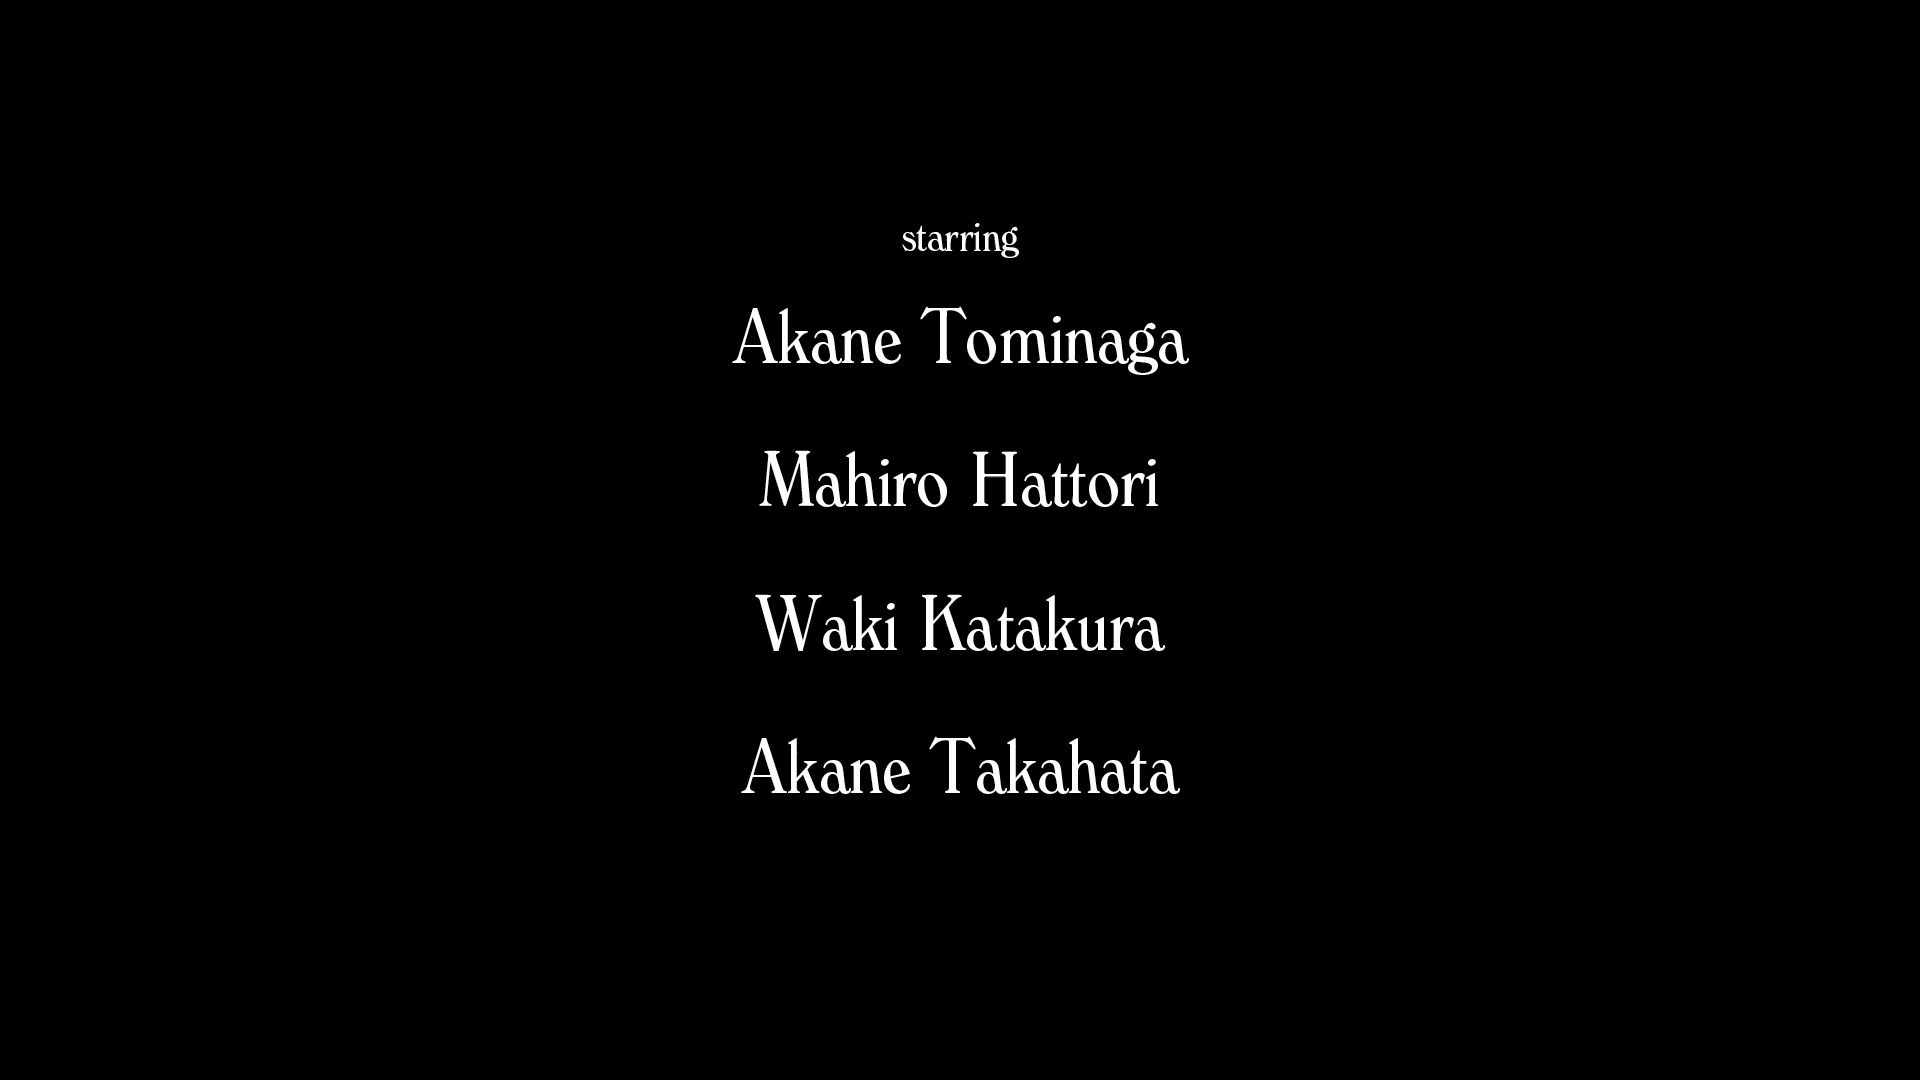 starring
Akane Tominaga
Mahiro Hattori
Waki Katakura
Akane Takahata